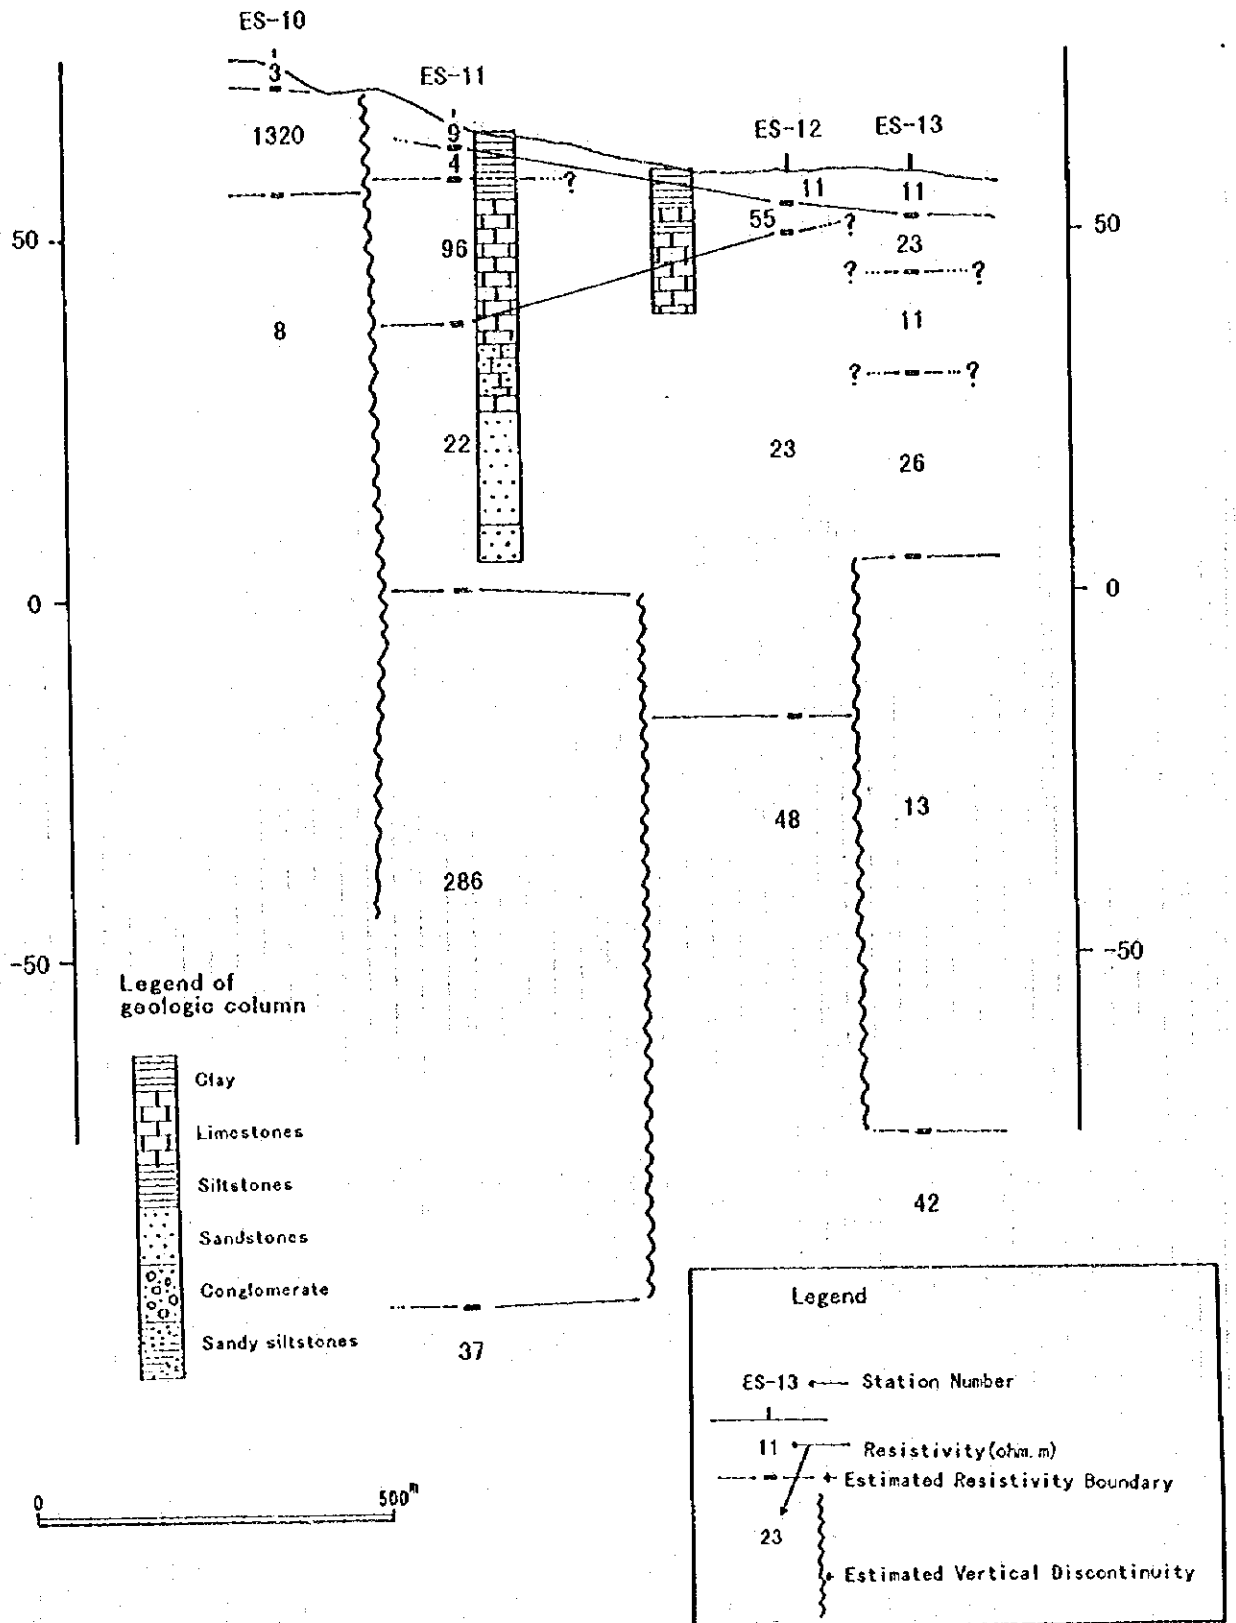 ES-10
3
ES-11
1320
9
4
?
ES-12
ES-13
11
11
55
?
50
50
96
23
?
?
8
11
?
?
22
23
26
0
0
286
48
13
-50
-50
Legend of
geologic column
Clay
Limestones
Siltstones
Sandstones
Conglomerate
Sandy siltstones
42
37
0
500m
Legend
ES-13
Station Number
11
Resistivity(ohm.m)
Estimated Resistivity Boundary
23
Estimated Vertical Discontinuity